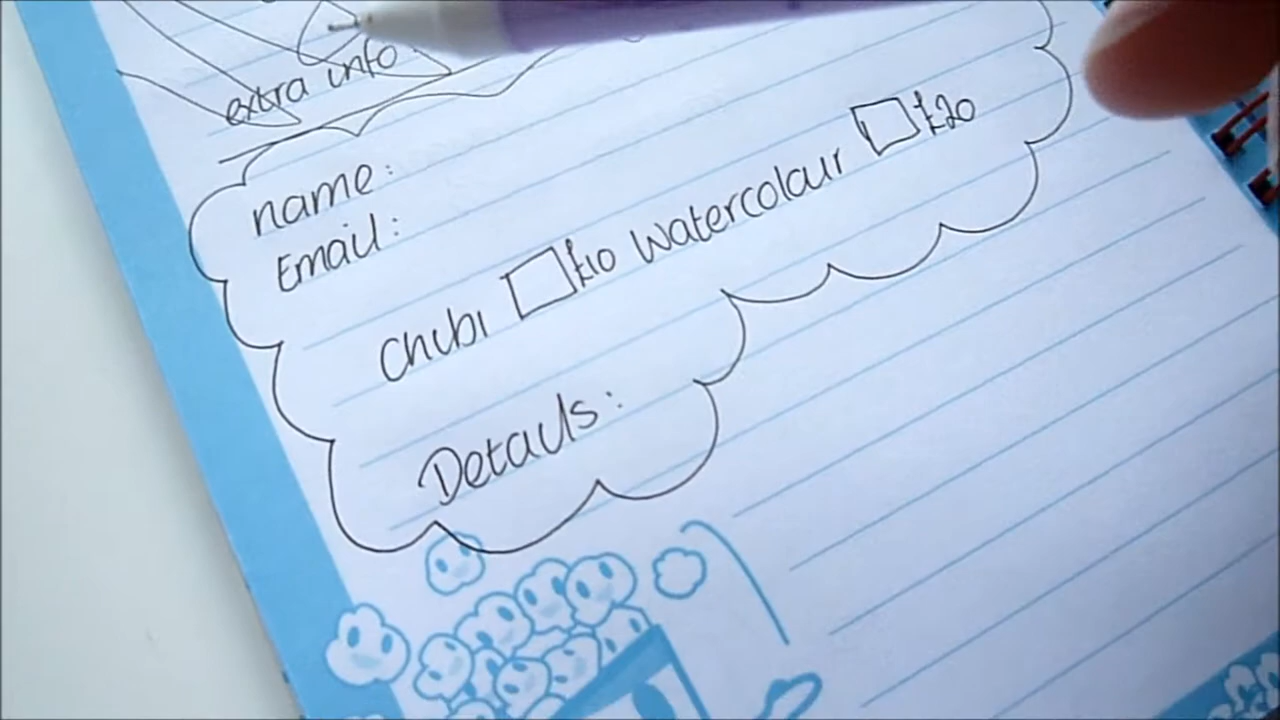 extra info
name:
Email:
Chibi £10 Watercolour £20
Details: